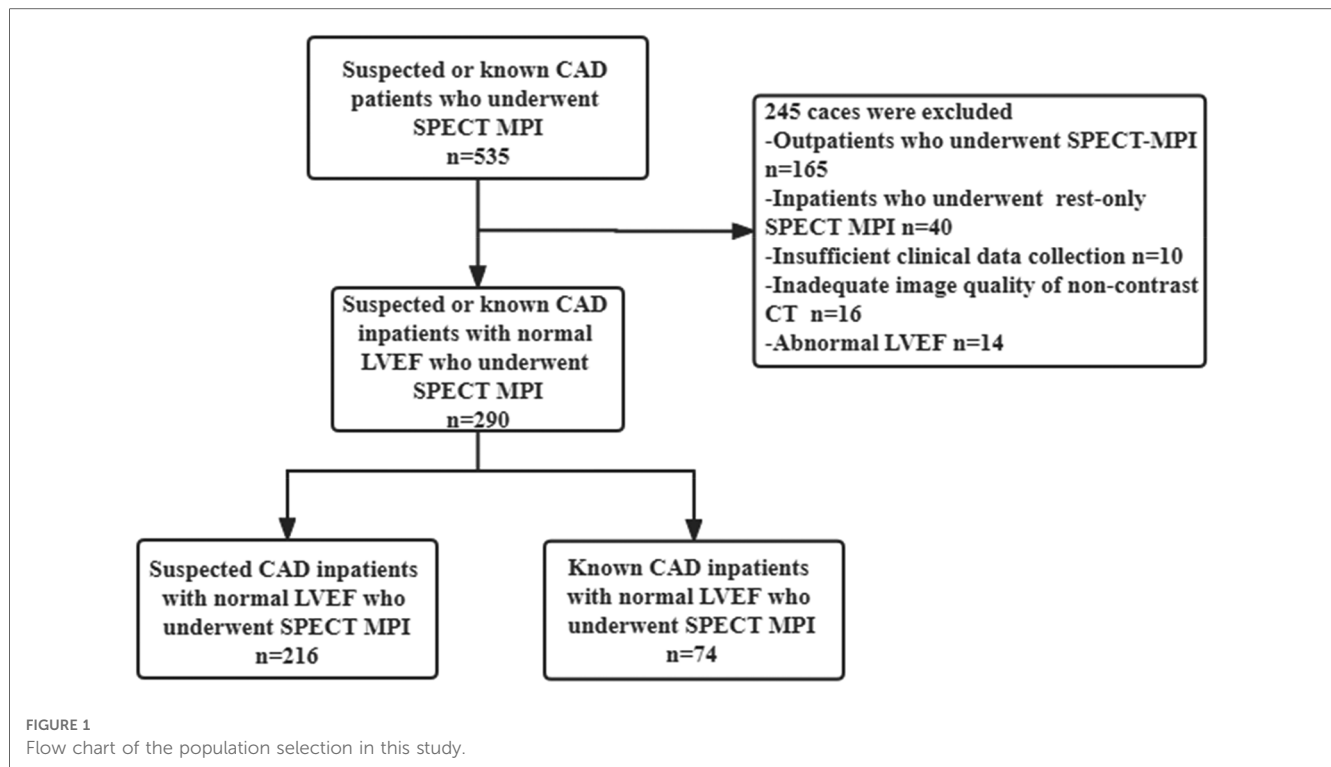 Suspected or known CAD
patients who underwent
SPECT MPI
n=535
245 caces were excluded
-Outpatients who underwent SPECT-MPI
n=165
-Inpatients who underwent rest-only
SPECT MPI n=40
-Insufficient clinical data collection n=10
-Inadequate image quality of non-contrast
CT n=16
-Abnormal LVEF n=14
Suspected or known CAD
inpatients with normal
LVEF who underwent
SPECT MPI
n=290
Suspected CAD inpatients
with normal LVEF who
underwent SPECT MPI
n=216
Known CAD inpatients
with normal LVEF who
underwent SPECT MPI
n=74
FIGURE 1
Flow chart of the population selection in this study.